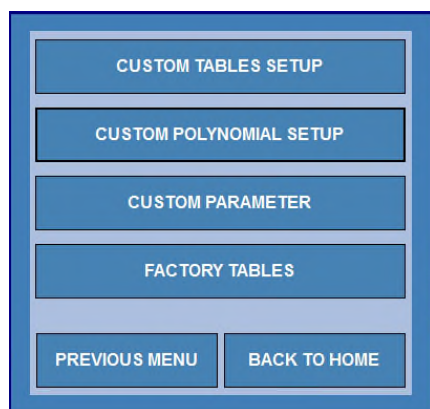 CUSTOM TABLES SETUP
CUSTOM POLYNOMIAL SETUP
CUSTOM PARAMETER
FACTORY TABLES
PREVIOUS MENU
BACK TO HOME